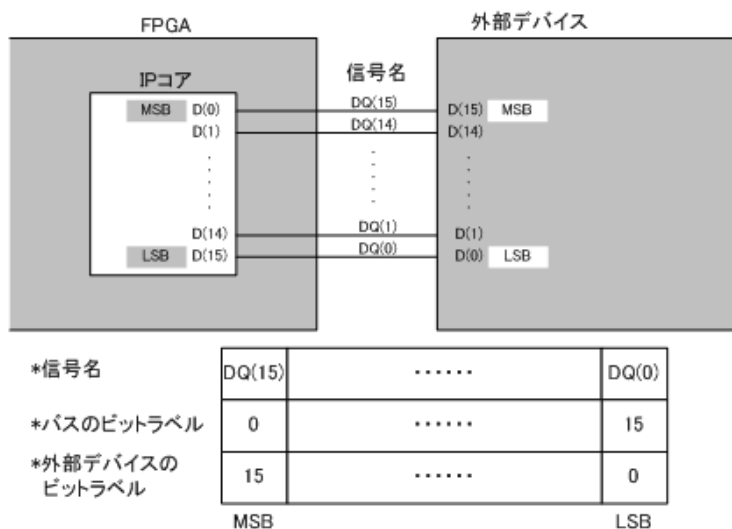 FPGA
外部デバイス
IPコア
信号名
MSB D(0) DQ(15) D(15) MSB
D(1) DQ(14) D(14)
D(14) DQ(1) D(1)
LSB D(15) DQ(0) D(0) LSB
*信号名 DQ(15) ・・・・・・ DQ(0)
*バスのビットラベル 0 ・・・・・・ 15
*外部デバイスの
ビットラベル 15 ・・・・・・ 0
MSB LSB